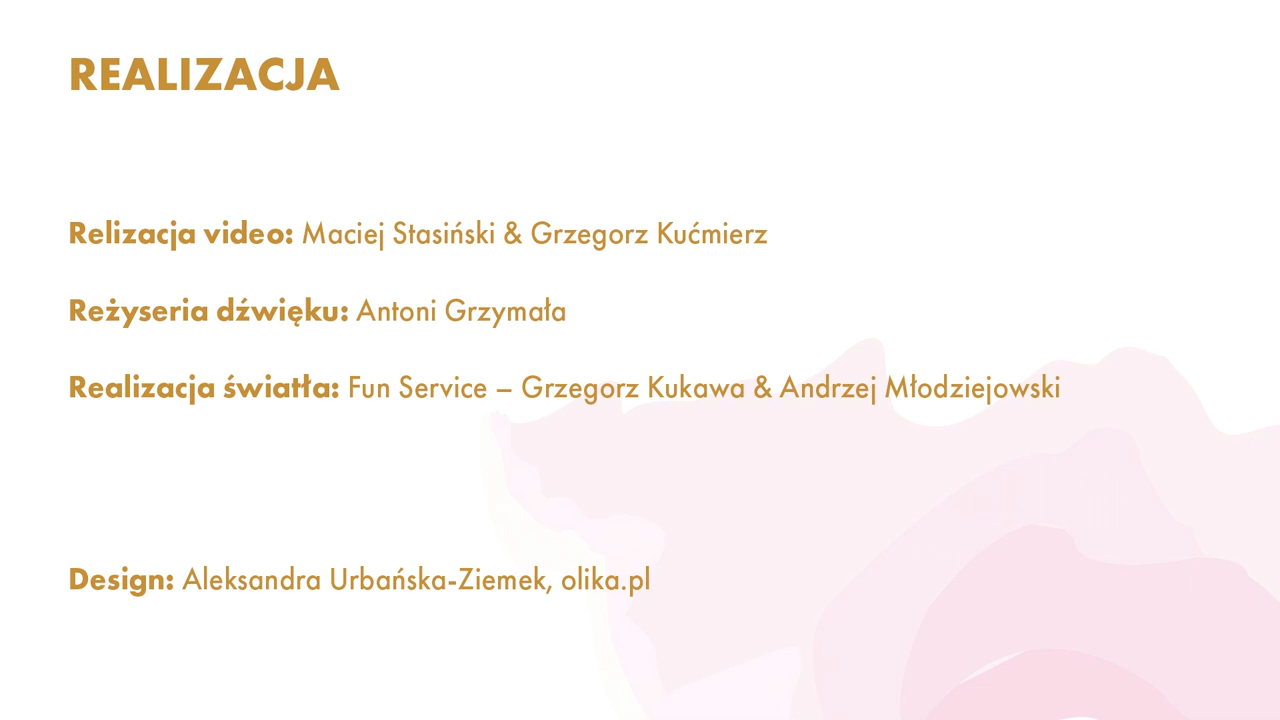 REALIZACJA
Relizacja video: Maciej Stasiński & Grzegorz Kućmierz
Reżyseria dźwięku: Antoni Grzymała
Realizacja światła: Fun Service – Grzegorz Kukawa & Andrzej Młodziejowski
Design: Aleksandra Urbańska-Ziemek, olika.pl